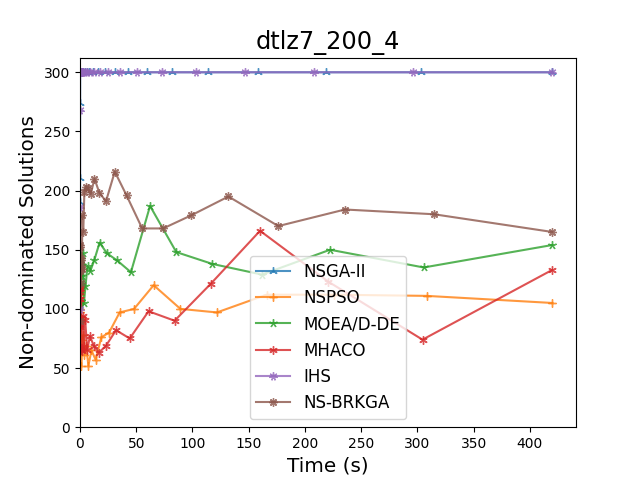 dtlz7_200_4
Non-dominated Solutions
300
250
200
150
100
50
0
NSGA-II
NSPSO
MOEA/D-DE
MHACO
IHS
NS-BRKGA
0 50 100 150 200 250 300 350 400
Time (s)